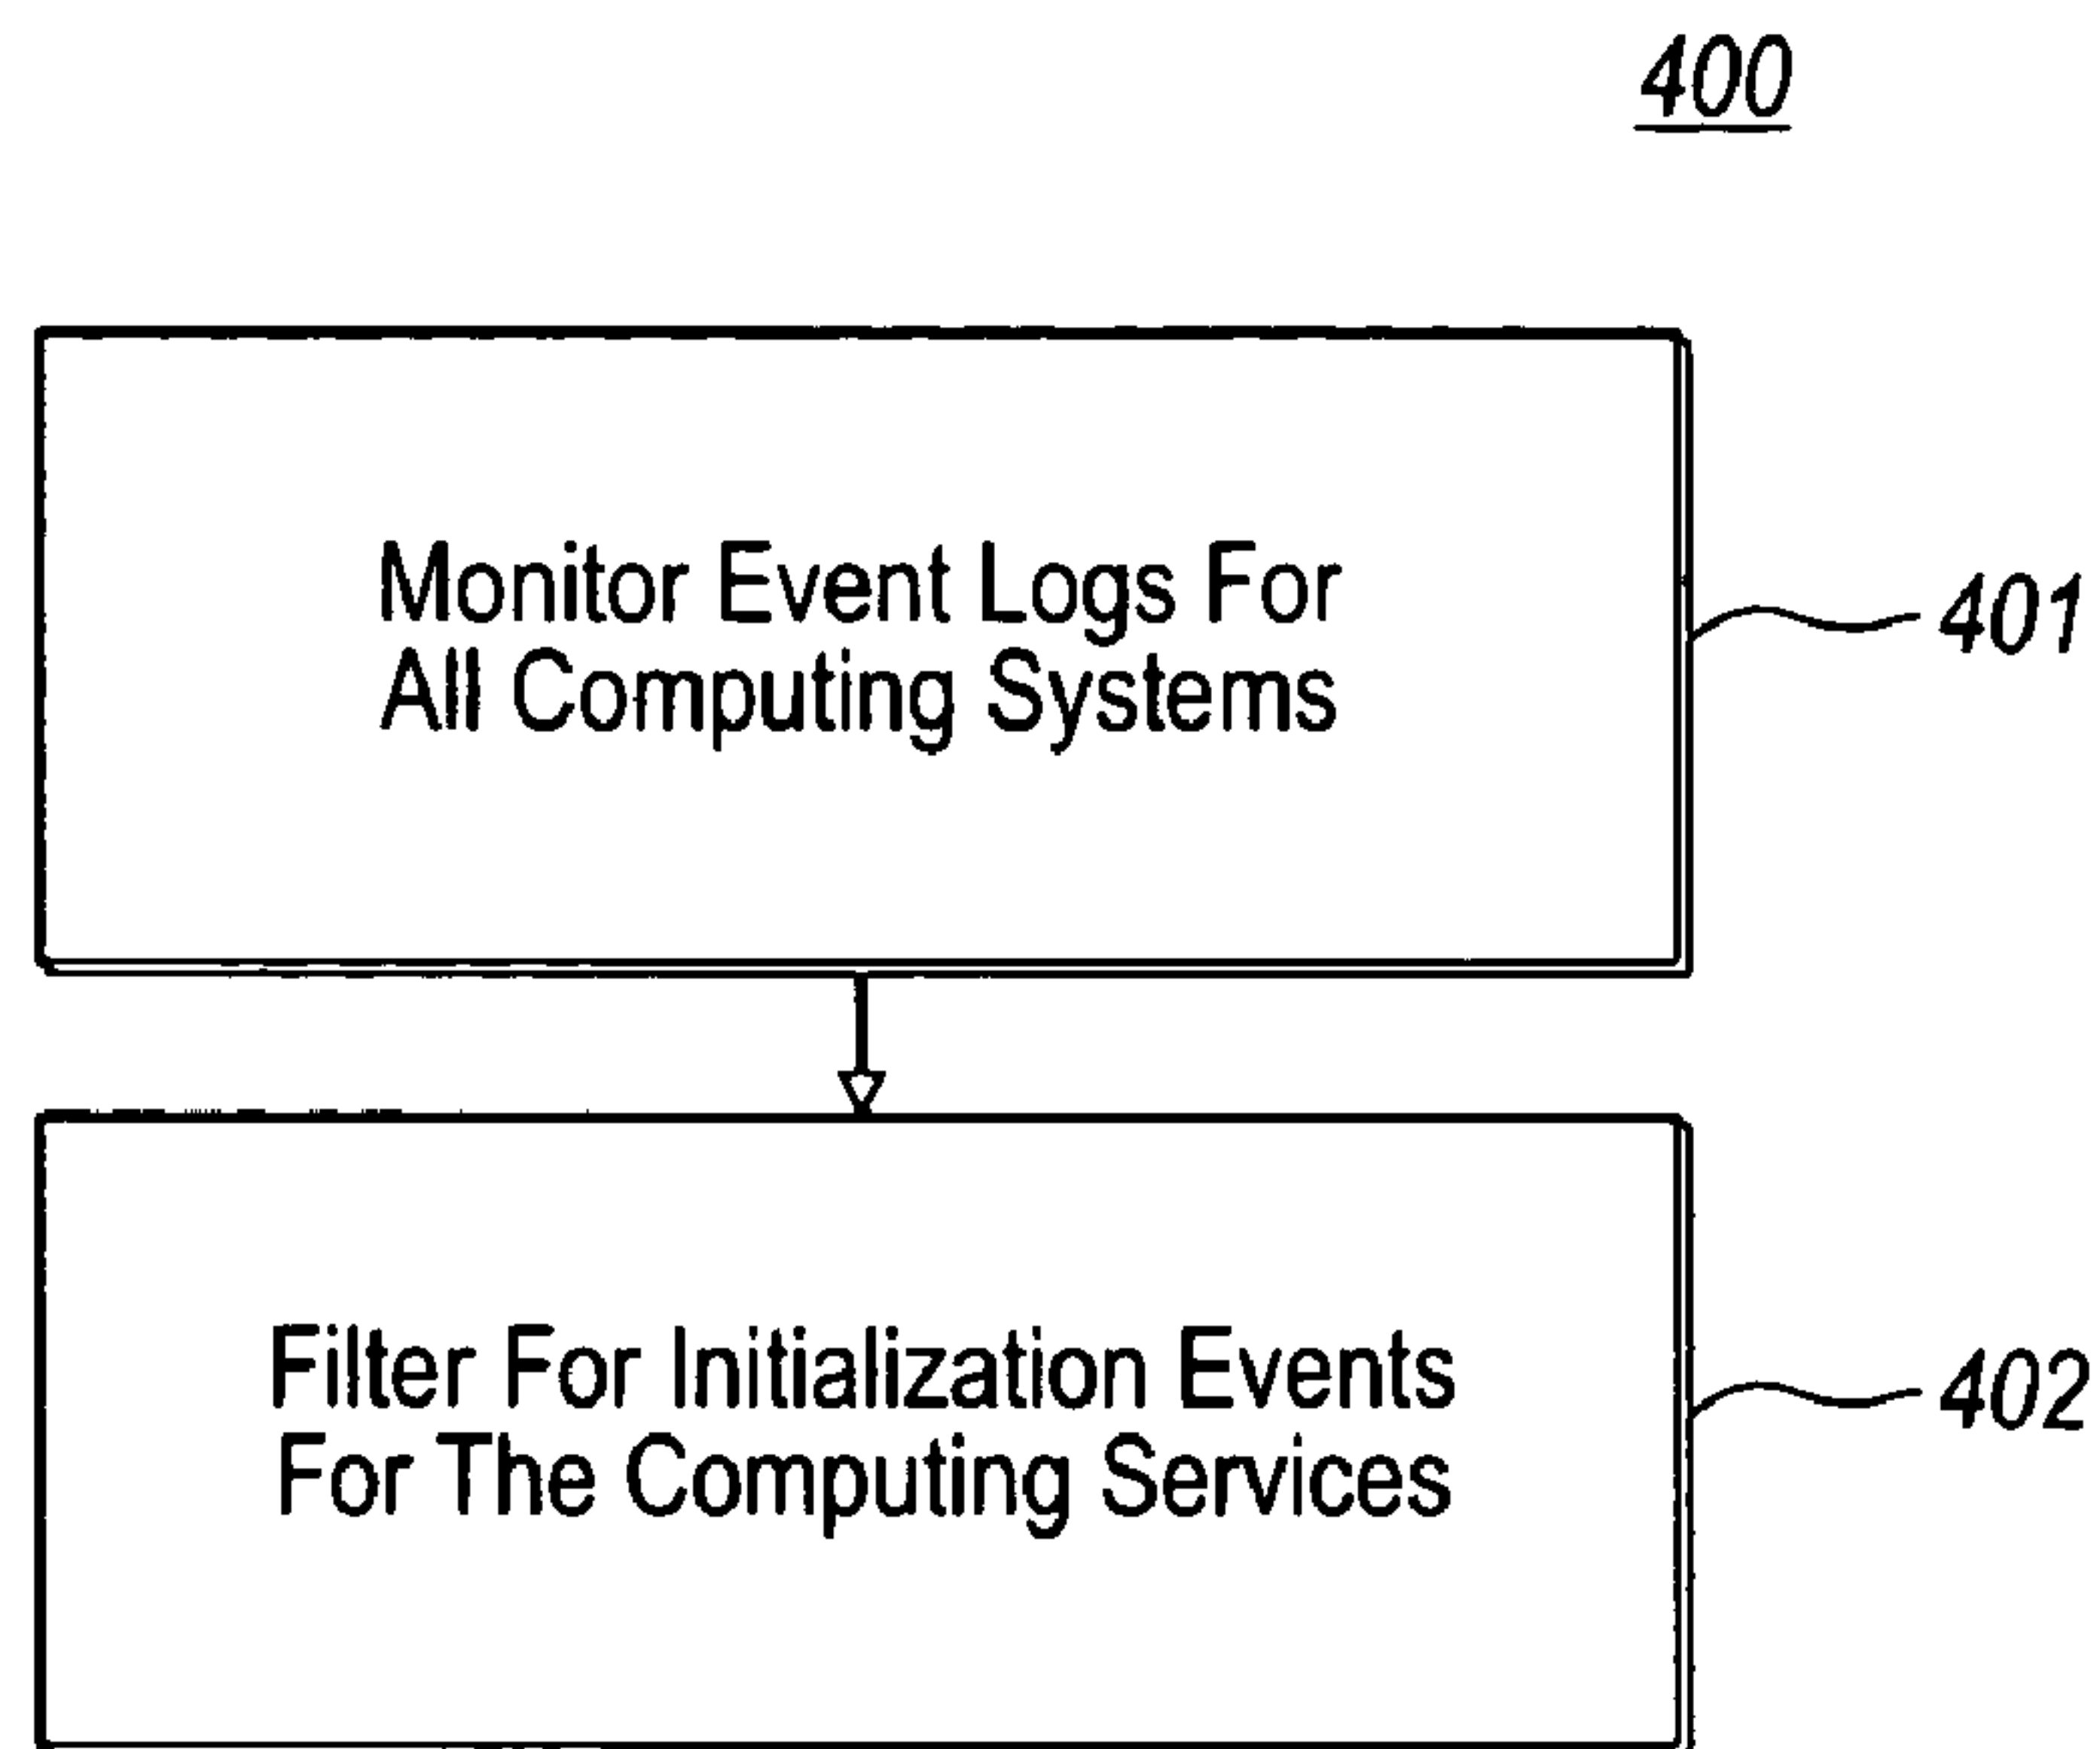 400
Monitor Event Logs For
All Computing Systems
401
Filter For Initialization Events
For The Computing Services
402